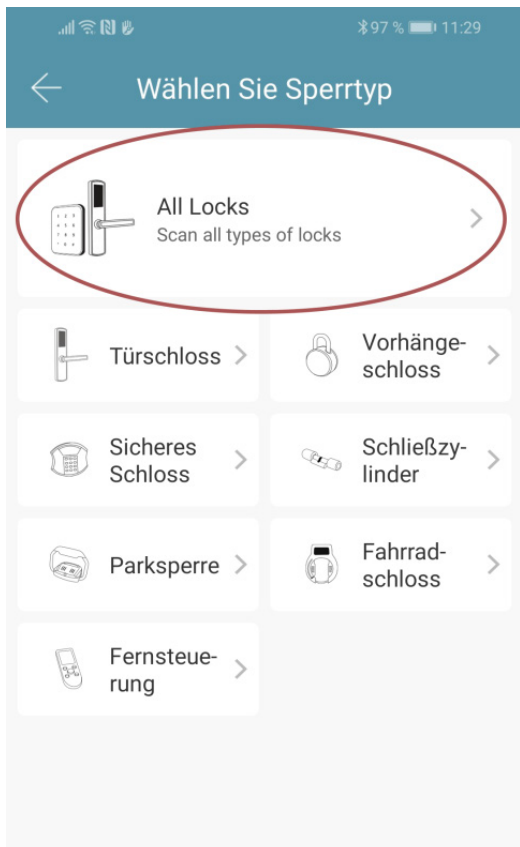 97 % 11:29
Wählen Sie Sperrtyp
All Locks
Scan all types of locks
Türschloss
Vorhänge-
schloss
Sicheres
Schloss
Schließzy-
linder
Parksperre
Fahrrad-
schloss
Fernsteue-
rung